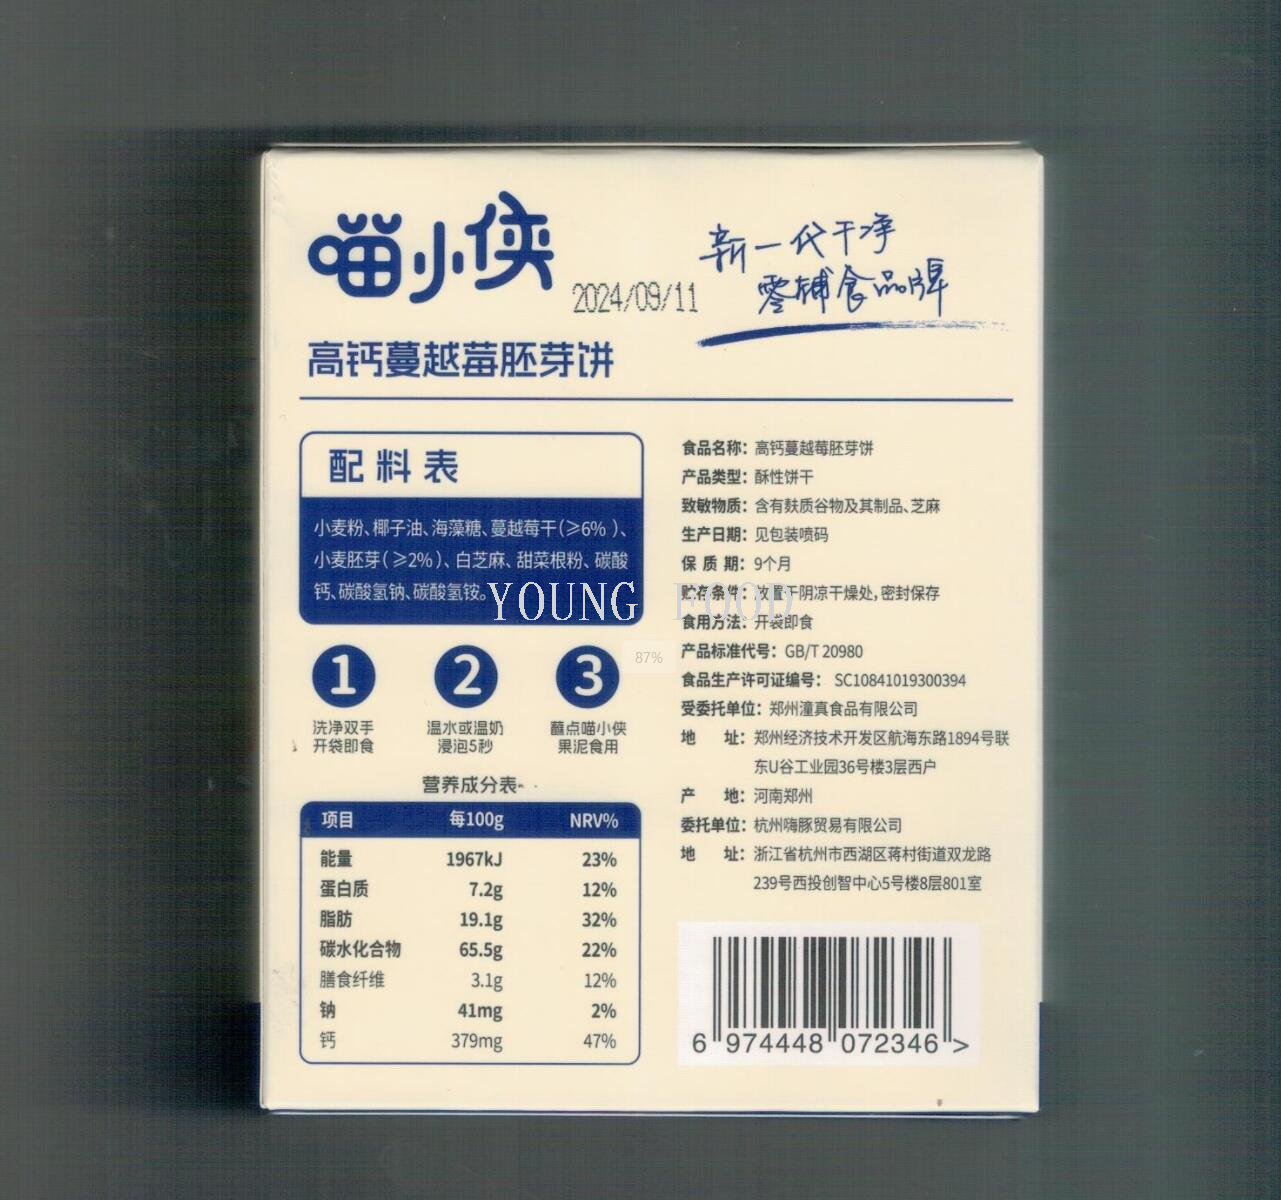 喵小侠
新一代干净
零辅食品牌
2024/09/11
高钙蔓越莓胚芽饼
配料表
小麦粉、椰子油、海藻糖、蔓越莓干(≥6% )、
小麦胚芽(≥2%)、白芝麻、甜菜根粉、碳酸
钙、碳酸氢钠、碳酸氢铵。
1 2 3
洗净双手 温水或温奶 蘸点喵小侠
开袋即食 浸泡5秒 果泥食用
营养成分表
项目 每100g NRV%
能量 1967kJ 23%
蛋白质 7.2g 12%
脂肪 19.1g 32%
碳水化合物 65.5g 22%
膳食纤维 3.1g 12%
钠 41mg 2%
钙 379mg 47%
食品名称：高钙蔓越莓胚芽饼
产品类型：酥性饼干
致敏物质：含有麸质谷物及其制品、芝麻
生产日期：见包装喷码
保质期：9个月
贮存条件：放置于阴凉干燥处，密封保存
食用方法：开袋即食
产品标准代号：GB/T 20980
食品生产许可证编号：SC10841019300394
受委托单位：郑州潼真食品有限公司
地址：郑州经济技术开发区航海东路1894号联
东U谷工业园36号楼3层西户
产地：河南郑州
委托单位：杭州嗨豚贸易有限公司
地址：浙江省杭州市西湖区蒋村街道双龙路
239号西投创智中心5号楼8层801室
6 974448 072346 >
YOUNG FOOD
87%